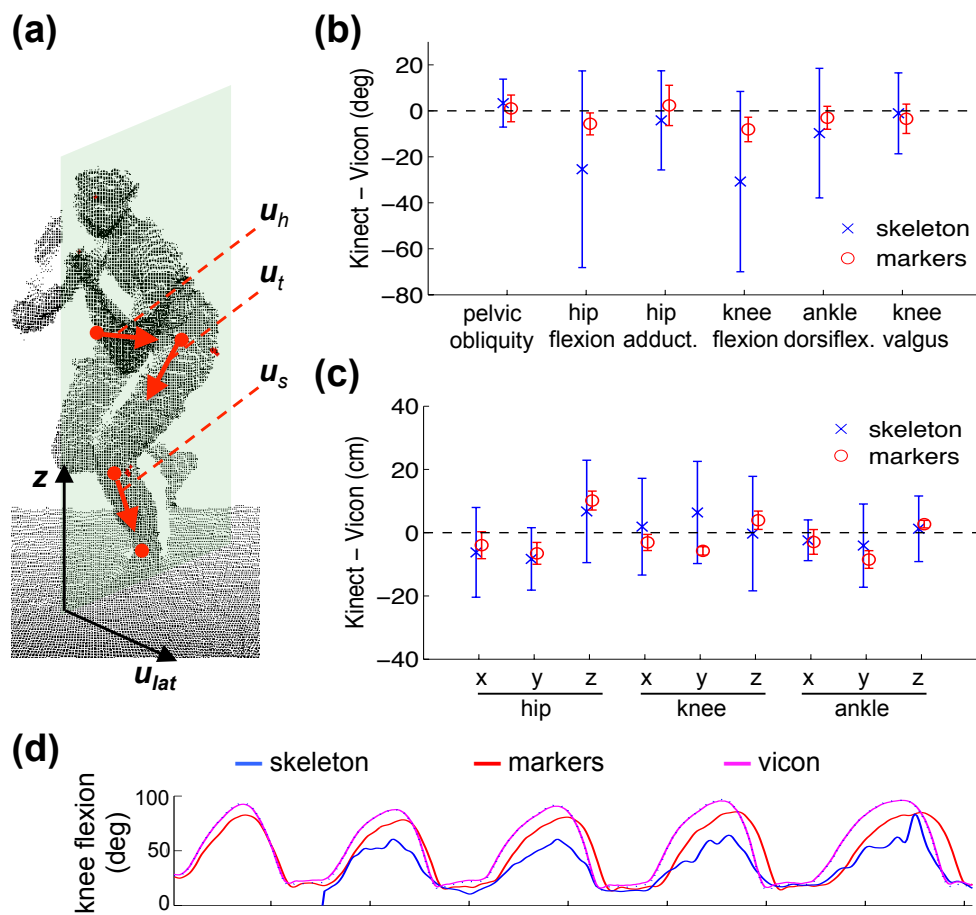 (a)
u_h
u_t
u_s
z
u_lat
(b)
Kinect – Vicon (deg)
20
0
−20
−40
−60
−80
skeleton
markers
pelvic hip hip knee ankle knee
obliquity flexion adduct. flexion dorsiflex. valgus
(c)
Kinect – Vicon (cm)
40
20
0
−20
−40
skeleton
markers
x y z x y z x y z
hip knee ankle
(d)
skeleton markers vicon
knee flexion
(deg)
100
50
0